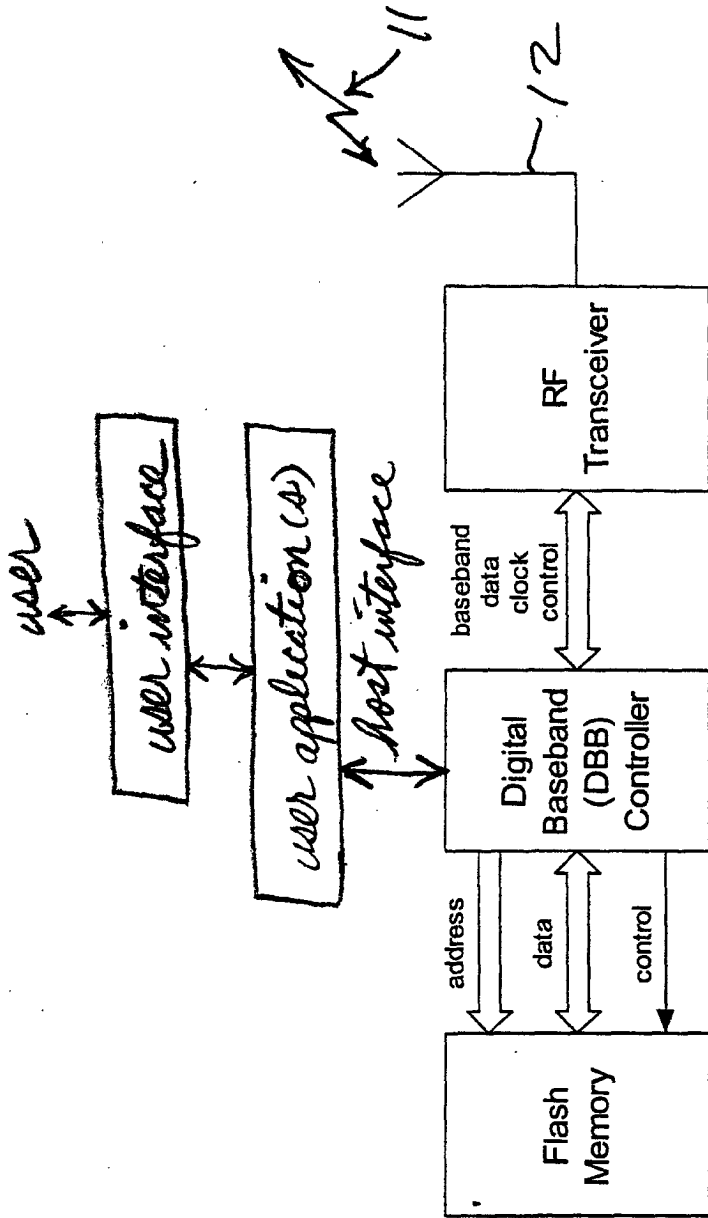 user
user interface
user application(s)
host interface
11
12
Flash
Memory
address
data
control
Digital
Baseband
(DBB)
Controller
baseband
data
clock
control
RF
Transceiver